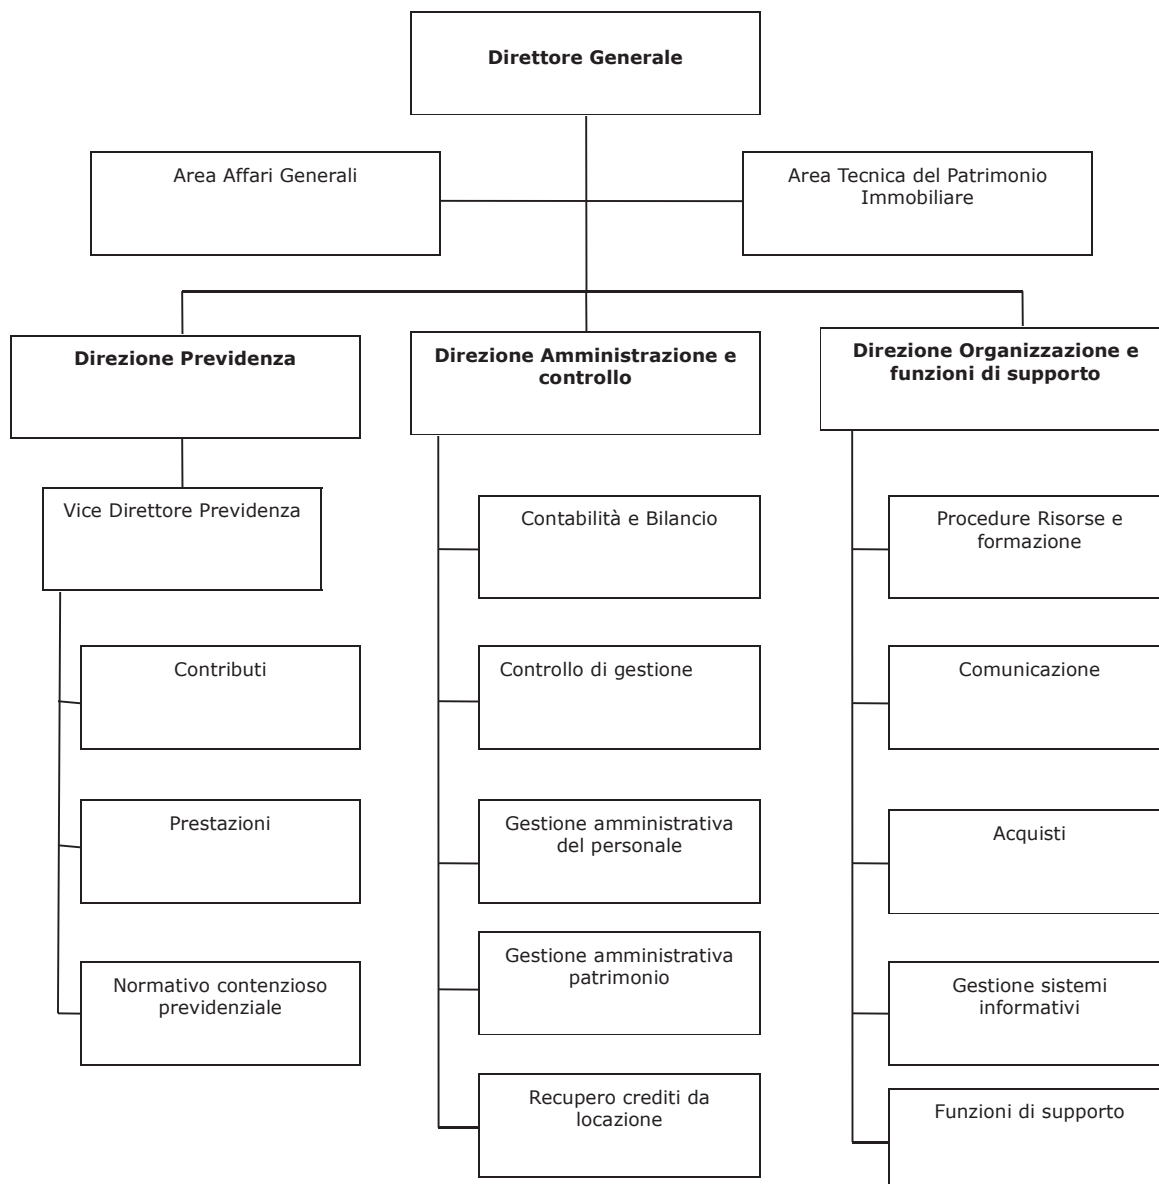 Direttore Generale
Area Affari Generali
Area Tecnica del Patrimonio
Immobiliare
Direzione Previdenza
Direzione Amministrazione e
controllo
Direzione Organizzazione e
funzioni di supporto
Vice Direttore Previdenza
Contabilità e Bilancio
Procedure Risorse e
formazione
Contributi
Controllo di gestione
Comunicazione
Prestazioni
Gestione amministrativa
del personale
Acquisti
Gestione amministrativa
patrimonio
Normativo contenzioso
previdenziale
Gestione sistemi
informativi
Recupero crediti da
locazione
Funzioni di supporto